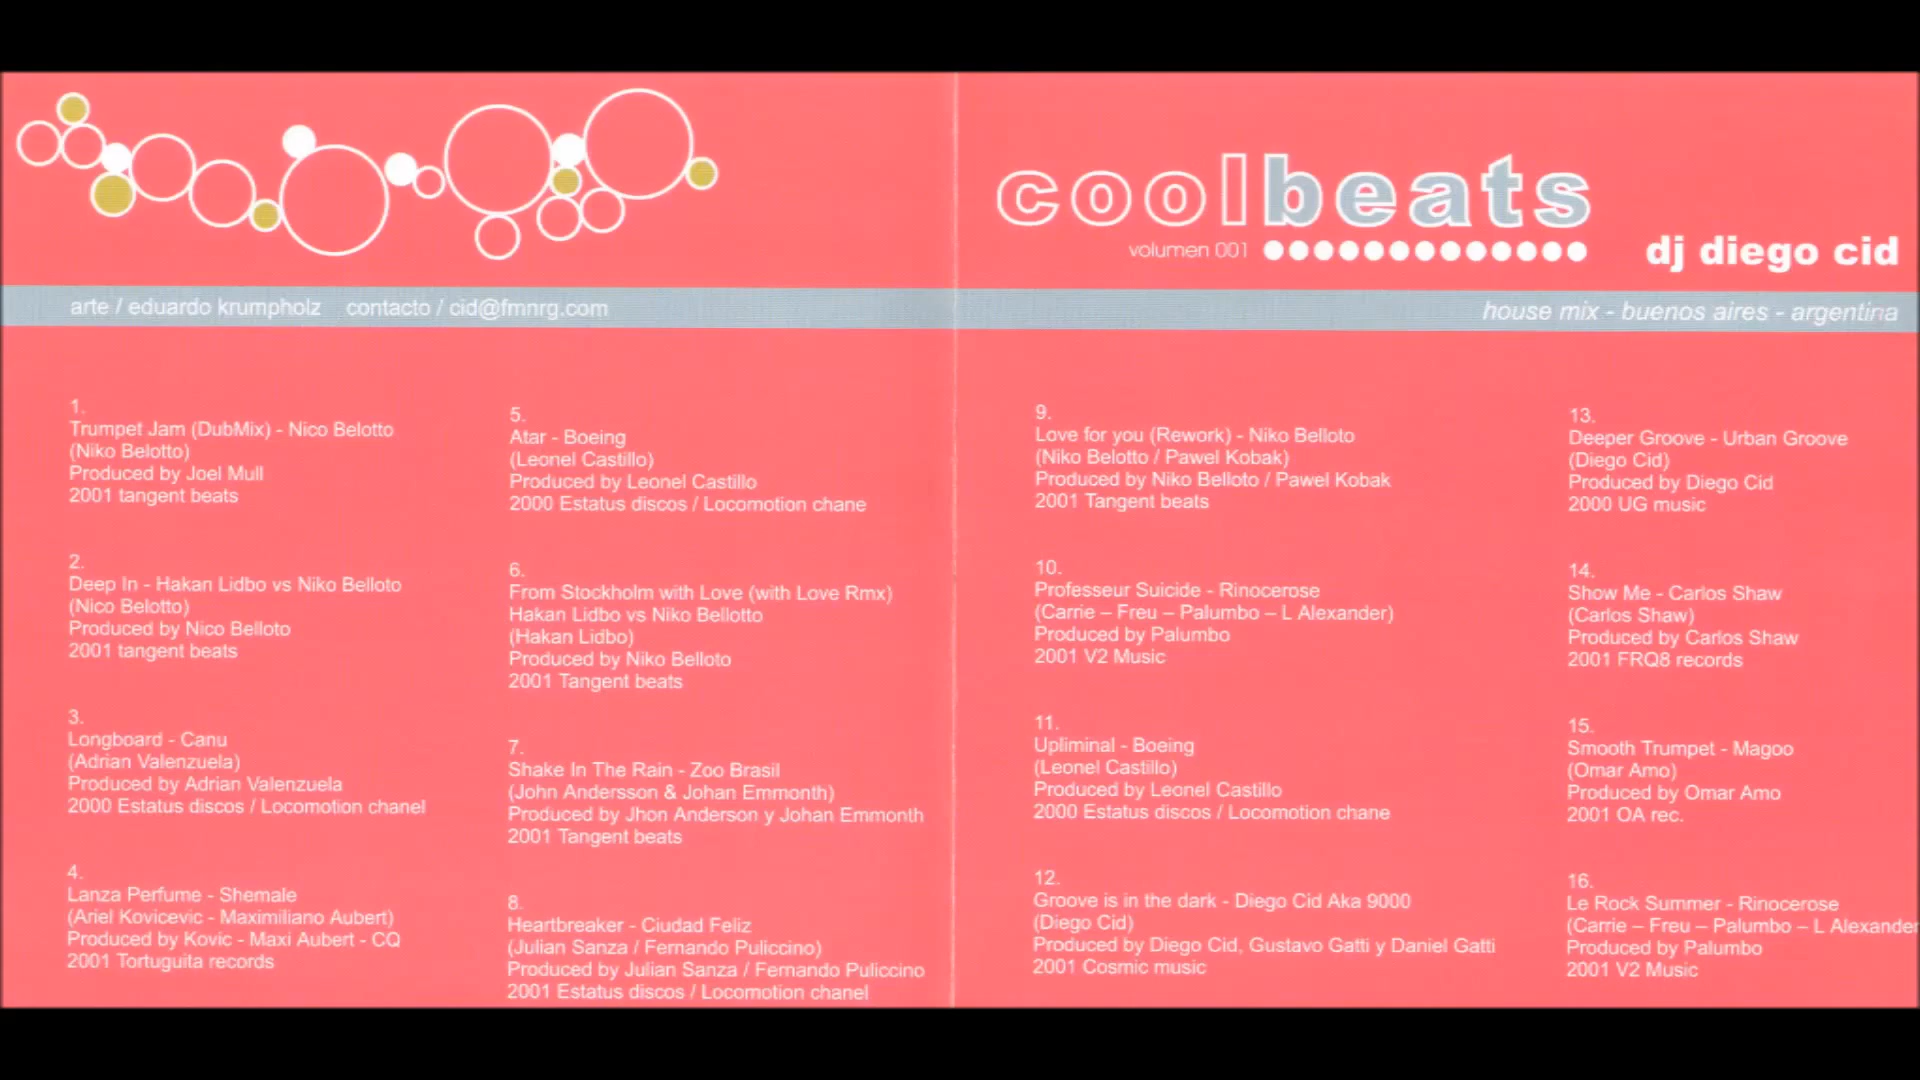 coolbeats
volumen 001
dj diego cid
arte / eduardo krumpholz contacto / cid@fmnrg.com
house mix - buenos aires - argentina
1.
Trumpet Jam (DubMix) - Nico Belotto
(Niko Belotto)
Produced by Joel Mull
2001 tangent beats
2.
Deep In - Hakan Lidbo vs Niko Belloto
(Nico Belotto)
Produced by Nico Belloto
2001 tangent beats
3.
Longboard - Canu
(Adrian Valenzuela)
Produced by Adrian Valenzuela
2000 Estatus discos / Locomotion chanel
4.
Lanza Perfume - Shemale
(Ariel Kovicevic - Maximiliano Aubert)
Produced by Kovic - Maxi Aubert - CQ
2001 Tortuguita records
5.
Atar - Boeing
(Leonel Castillo)
Produced by Leonel Castillo
2000 Estatus discos / Locomotion chane
6.
From Stockholm with Love (with Love Rmx)
Hakan Lidbo vs Niko Bellotto
(Hakan Lidbo)
Produced by Niko Belloto
2001 Tangent beats
7.
Shake In The Rain - Zoo Brasil
(John Andersson & Johan Emmonth)
Produced by Jhon Anderson y Johan Emmonth
2001 Tangent beats
8.
Heartbreaker - Ciudad Feliz
(Julian Sanza / Fernando Puliccino)
Produced by Julian Sanza / Fernando Puliccino
2001 Estatus discos / Locomotion chanel
9.
Love for you (Rework) - Niko Belloto
(Niko Belotto / Pawel Kobak)
Produced by Niko Belloto / Pawel Kobak
2001 Tangent beats
10.
Professeur Suicide - Rinocerose
(Carrie – Freu – Palumbo – L Alexander)
Produced by Palumbo
2001 V2 Music
11.
Upliminal - Boeing
(Leonel Castillo)
Produced by Leonel Castillo
2000 Estatus discos / Locomotion chane
12.
Groove is in the dark - Diego Cid Aka 9000
(Diego Cid)
Produced by Diego Cid, Gustavo Gatti y Daniel Gatti
2001 Cosmic music
13.
Deeper Groove - Urban Groove
(Diego Cid)
Produced by Diego Cid
2000 UG music
14.
Show Me - Carlos Shaw
(Carlos Shaw)
Produced by Carlos Shaw
2001 FRQ8 records
15.
Smooth Trumpet - Magoo
(Omar Amo)
Produced by Omar Amo
2001 OA rec.
16.
Le Rock Summer - Rinocerose
(Carrie – Freu – Palumbo – L Alexander
Produced by Palumbo
2001 V2 Music